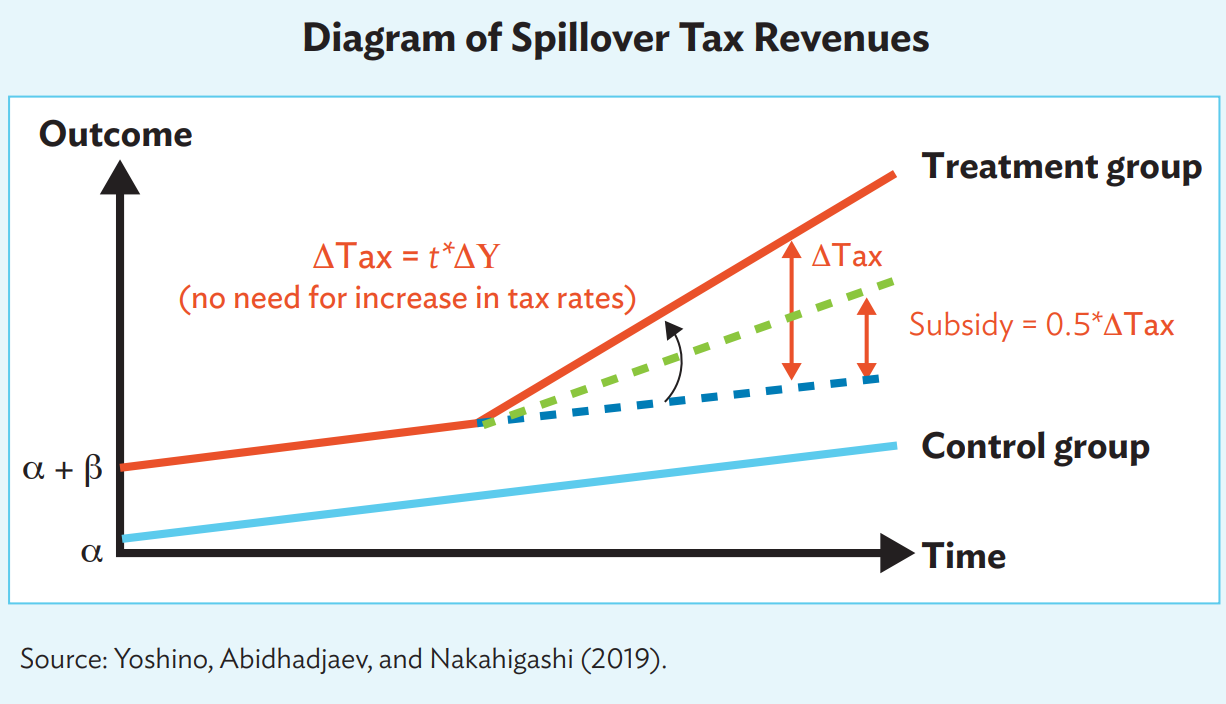 Diagram of Spillover Tax Revenues
Outcome
Treatment group
ΔTax = t*ΔY
(no need for increase in tax rates)
ΔTax
Subsidy = 0.5*ΔTax
α + β
Control group
α
Time
Source: Yoshino, Abidhadjaev, and Nakahigashi (2019).